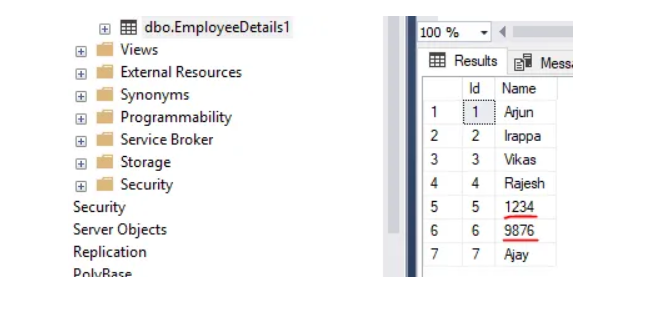 dbo.EmployeeDetails1
Views
External Resources
Synonyms
Programmability
Service Broker
Storage
Security
Security
Server Objects
Replication
PolyBase
100 %
Results
Messa
Id Name
1 1 Arjun
2 2 Irappa
3 3 Vikas
4 4 Rajesh
5 5 1234
6 6 9876
7 7 Ajay